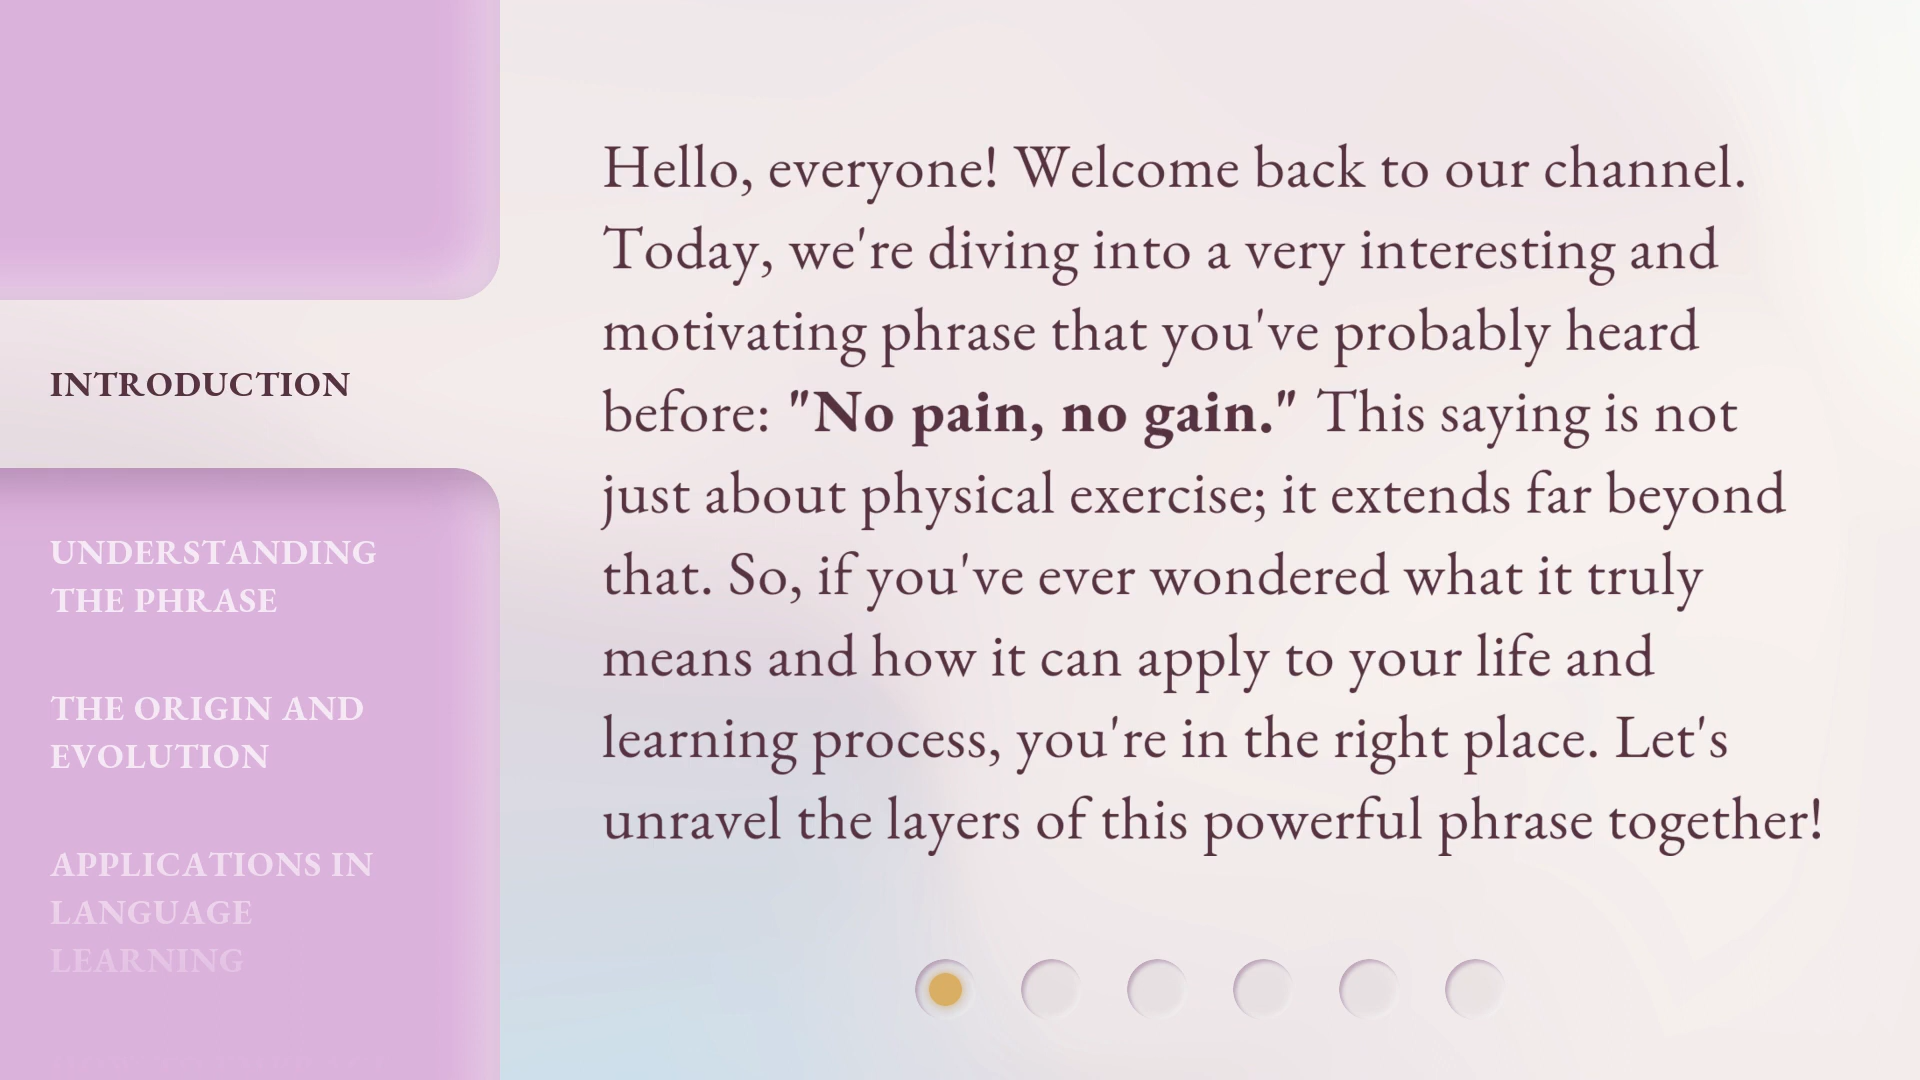 INTRODUCTION
UNDERSTANDING
THE PHRASE
THE ORIGIN AND
EVOLUTION
APPLICATIONS IN
LANGUAGE
LEARNING
Hello, everyone! Welcome back to our channel.
Today, we're diving into a very interesting and
motivating phrase that you've probably heard
before: "No pain, no gain." This saying is not
just about physical exercise; it extends far beyond
that. So, if you've ever wondered what it truly
means and how it can apply to your life and
learning process, you're in the right place. Let's
unravel the layers of this powerful phrase together!